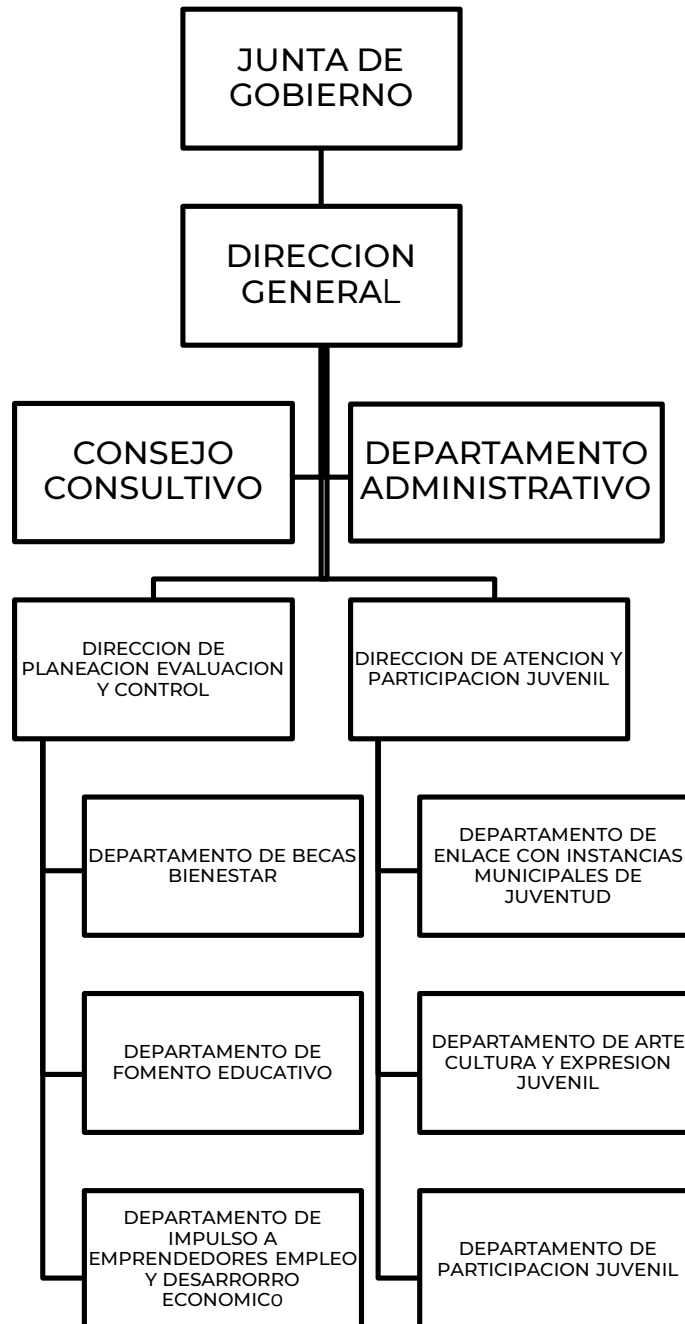 JUNTA DE
GOBIERNO
DIRECCION
GENERAL
CONSEJO
CONSULTIVO
DEPARTAMENTO
ADMINISTRATIVO
DIRECCION DE
PLANEACION EVALUACION
Y CONTROL
DIRECCION DE ATENCION Y
PARTICIPACION JUVENIL
DEPARTAMENTO DE BECAS
BIENESTAR
DEPARTAMENTO DE
ENLACE CON INSTANCIAS
MUNICIPALES DE
JUVENTUD
DEPARTAMENTO DE
FOMENTO EDUCATIVO
DEPARTAMENTO DE ARTE
CULTURA Y EXPRESION
JUVENIL
DEPARTAMENTO DE
IMPULSO A
EMPRENDEDORES EMPLEO
Y DESARRORRO
ECONOMICO
DEPARTAMENTO DE
PARTICIPACION JUVENIL